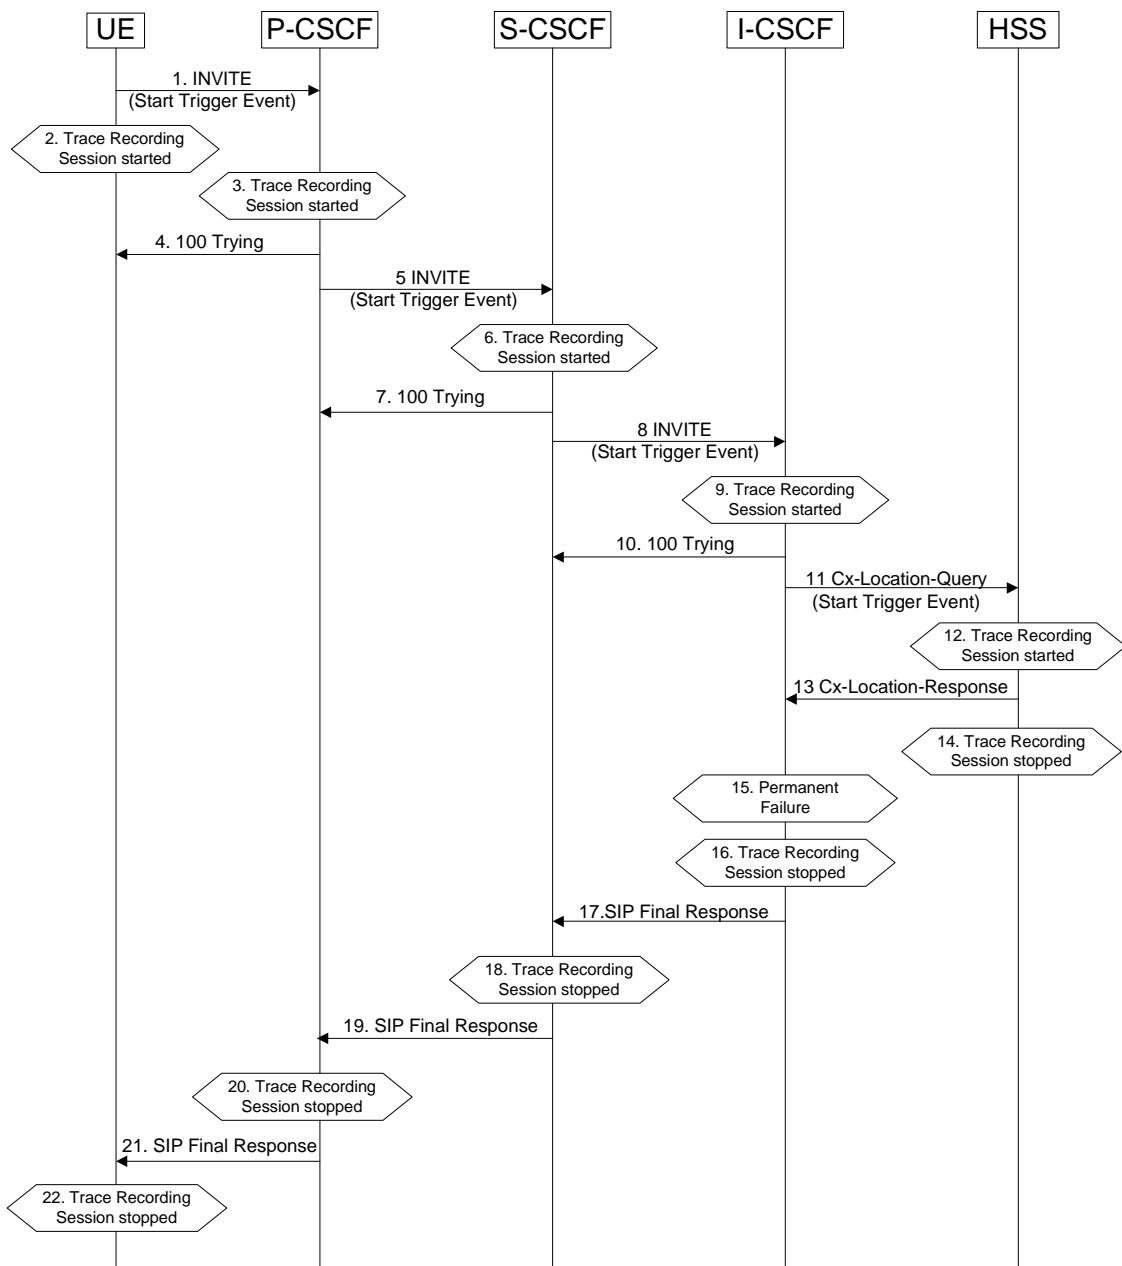 UE
P-CSCF
S-CSCF
I-CSCF
HSS
1. INVITE
(Start Trigger Event)
2. Trace Recording
Session started
3. Trace Recording
Session started
4. 100 Trying
5 INVITE
(Start Trigger Event)
6. Trace Recording
Session started
7. 100 Trying
8 INVITE
(Start Trigger Event)
9. Trace Recording
Session started
10. 100 Trying
11 Cx-Location-Query
(Start Trigger Event)
12. Trace Recording
Session started
13 Cx-Location-Response
14. Trace Recording
Session stopped
15. Permanent
Failure
16. Trace Recording
Session stopped
17.SIP Final Response
18. Trace Recording
Session stopped
19. SIP Final Response
20. Trace Recording
Session stopped
21. SIP Final Response
22. Trace Recording
Session stopped